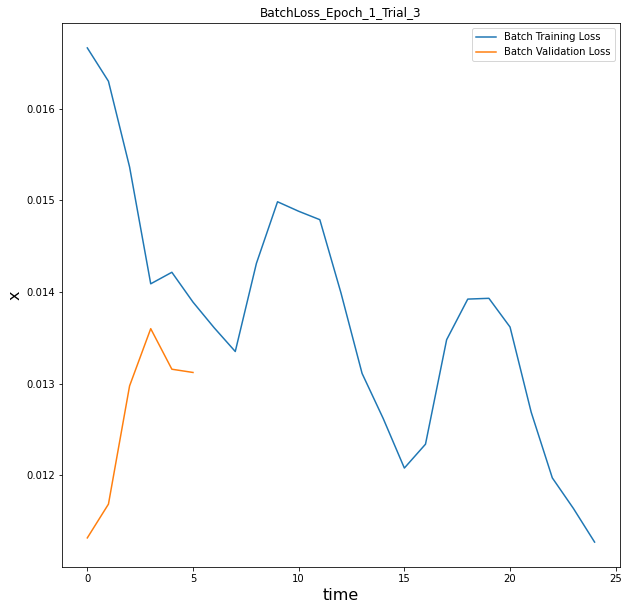 BatchLoss_Epoch_1_Trial_3
Batch Training Loss
Batch Validation Loss
0.016
0.015
0.014
0.013
0.012
x
0
5
10
15
20
25
time